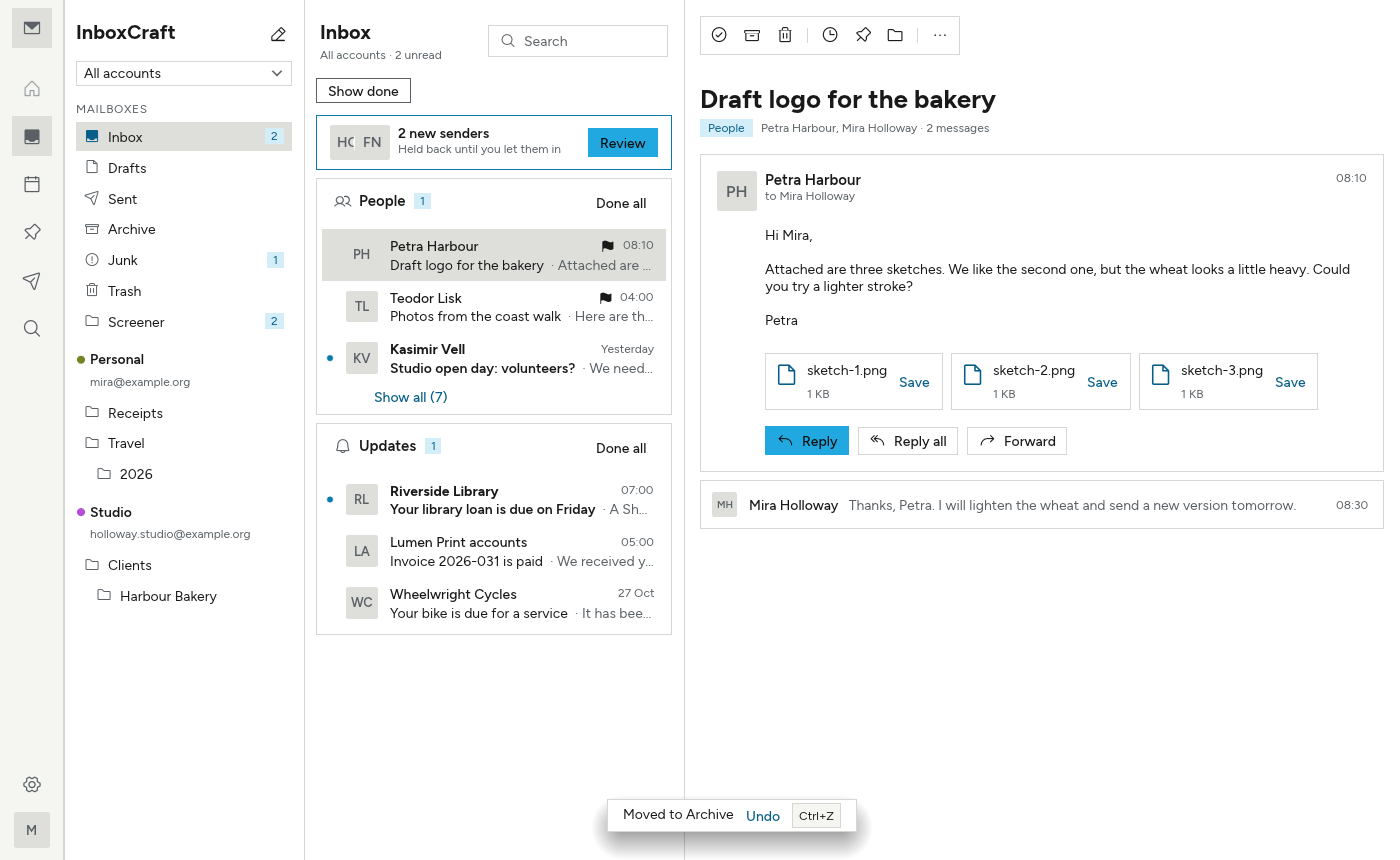 InboxCraft
All accounts
MAILBOXES
Inbox 2
Drafts
Sent
Archive
Junk 1
Trash
Screener 2
Personal
mira@example.org
Receipts
Travel
2026
Studio
holloway.studio@example.org
Clients
Harbour Bakery
M
Inbox
All accounts · 2 unread
Search
Show done
FN
2 new senders
Held back until you let them in
Review
People 1
Done all
PH
Petra Harbour 08:10
Draft logo for the bakery · Attached are ...
TL
Teodor Lisk 04:00
Photos from the coast walk · Here are th...
KV
Kasimir Vell Yesterday
Studio open day: volunteers? · We need...
Show all (7)
Updates 1
Done all
RL
Riverside Library 07:00
Your library loan is due on Friday · A Sh...
LA
Lumen Print accounts 05:00
Invoice 2026-031 is paid · We received y...
WC
Wheelwright Cycles 27 Oct
Your bike is due for a service · It has bee...
Draft logo for the bakery
People Petra Harbour, Mira Holloway · 2 messages
PH
Petra Harbour 08:10
to Mira Holloway
Hi Mira,
Attached are three sketches. We like the second one, but the wheat looks a little heavy. Could
you try a lighter stroke?
Petra
sketch-1.png
1 KB
Save
sketch-2.png
1 KB
Save
sketch-3.png
1 KB
Save
Reply
Reply all
Forward
MH Mira Holloway Thanks, Petra. I will lighten the wheat and send a new version tomorrow. 08:30
Moved to Archive Undo Ctrl+Z